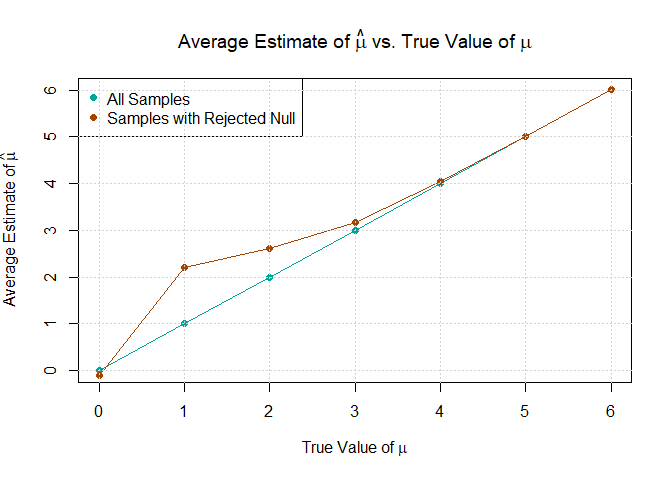 Average Estimate of μ̂ vs. True Value of μ
All Samples
Samples with Rejected Null
6
5
4
3
2
1
0
Average Estimate of μ̂
0 1 2 3 4 5 6
True Value of μ